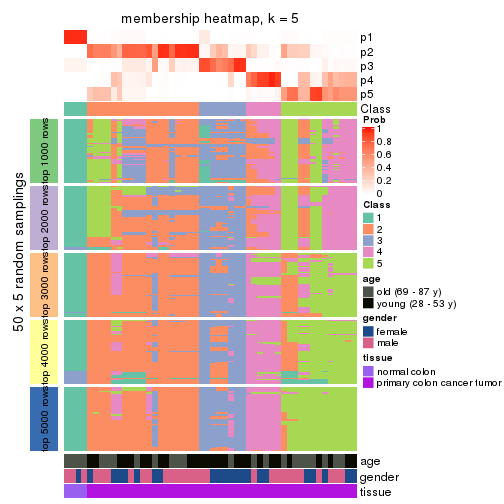 membership heatmap, k = 5
p1
p2
p3
p4
p5
Class
50 x 5 random samplings
top 1000 rows
top 2000 rows
top 3000 rows
top 4000 rows
top 5000 rows
Prob
1
0.8
0.6
0.4
0.2
0
Class
1
2
3
4
5
age
old (69 - 87 y)
young (28 - 53 y)
gender
female
male
tissue
normal colon
primary colon cancer tumor
age
gender
tissue